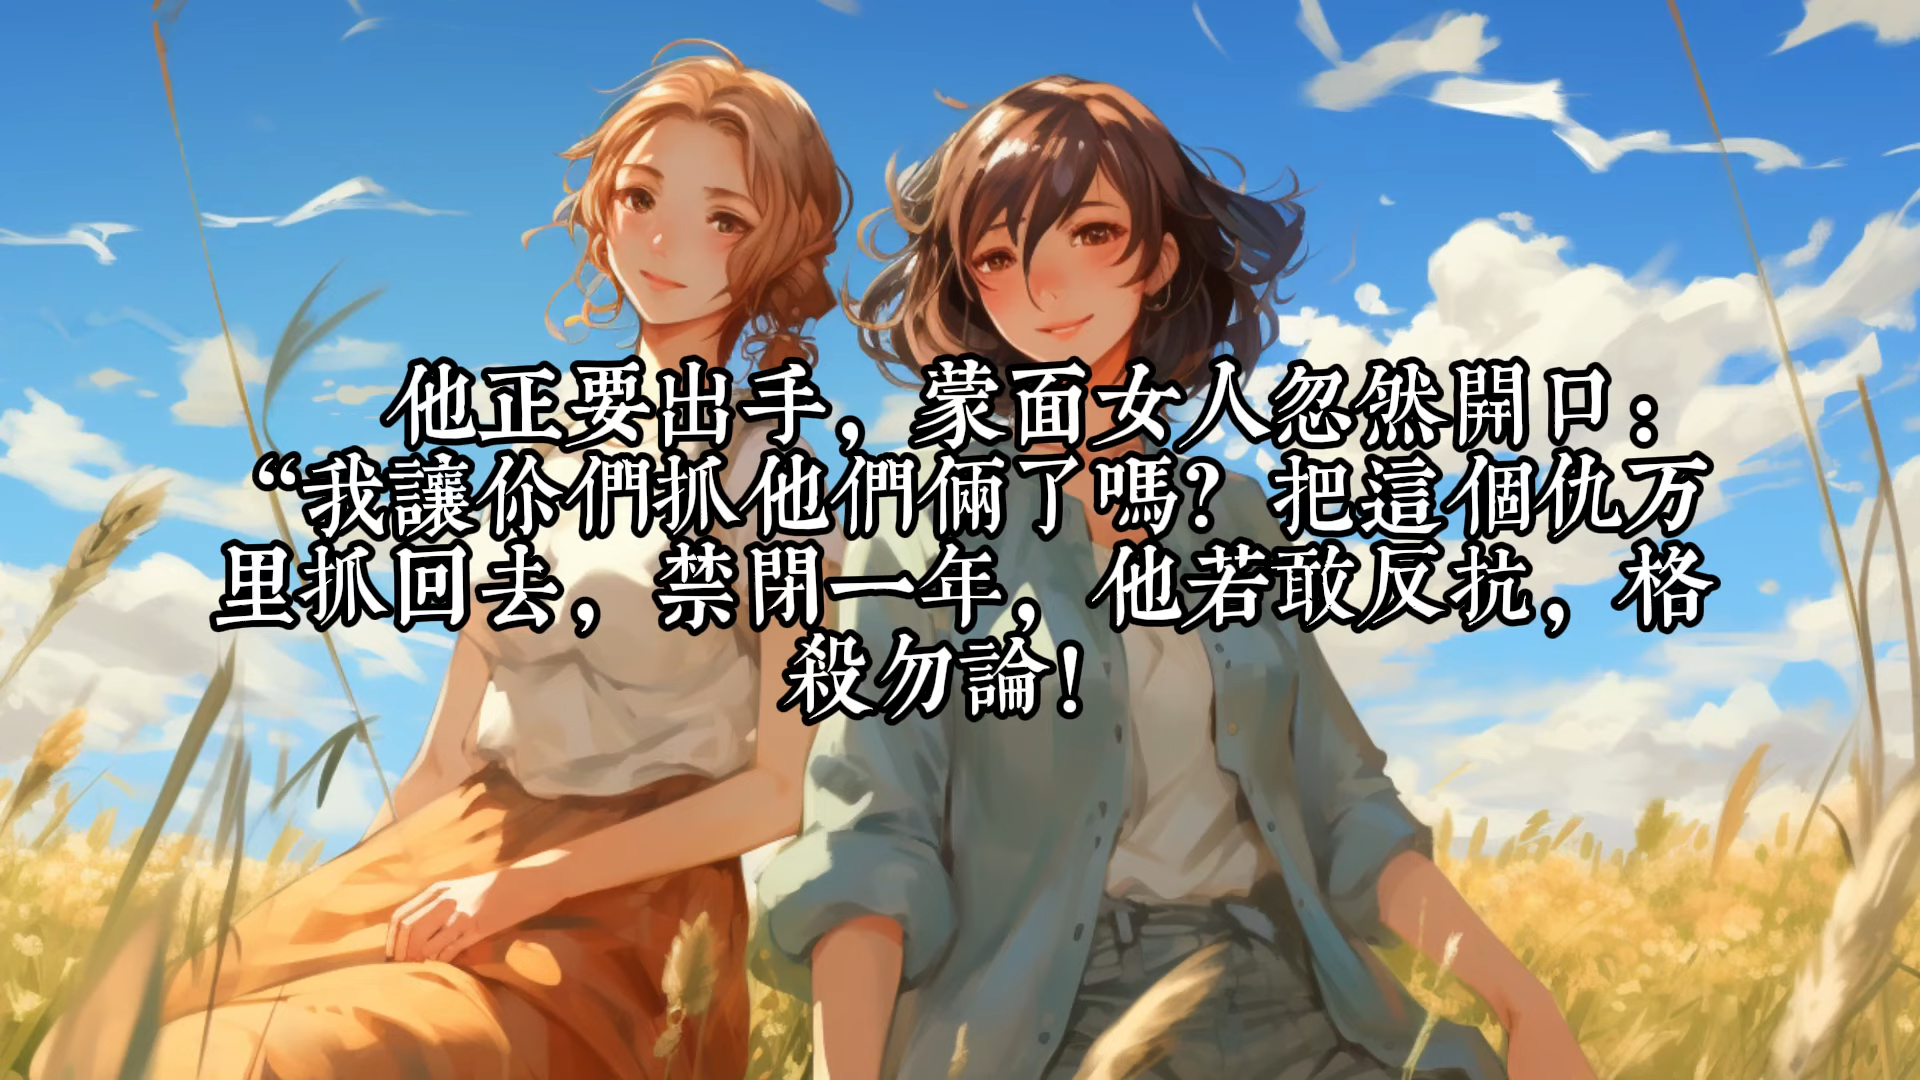 他正要出手，蒙面女人忽然開口：
“我讓你們抓他們倆了嗎？把這個仇万
里抓回去，禁閉一年，他若敢反抗，格
殺勿論！